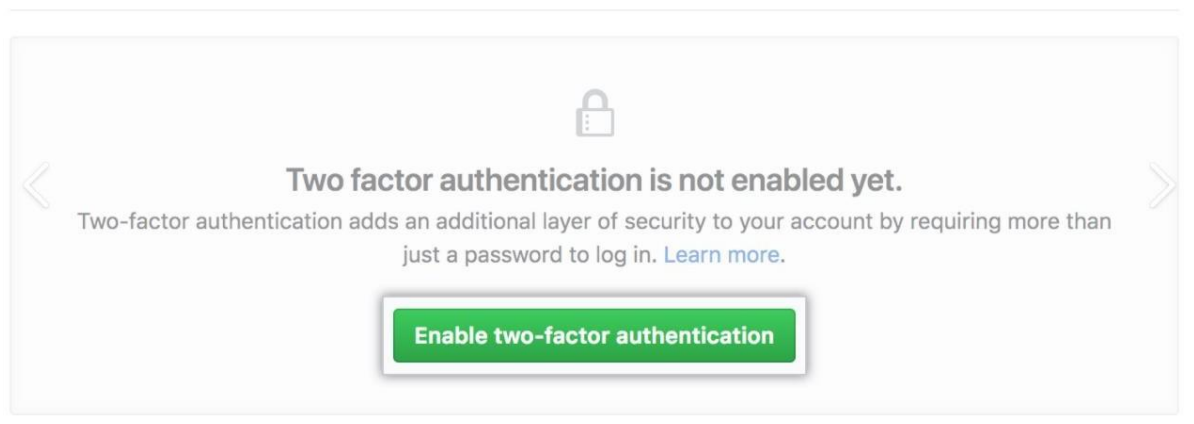 Two factor authentication is not enabled yet.
Two-factor authentication adds an additional layer of security to your account by requiring more than
just a password to log in. Learn more.
Enable two-factor authentication